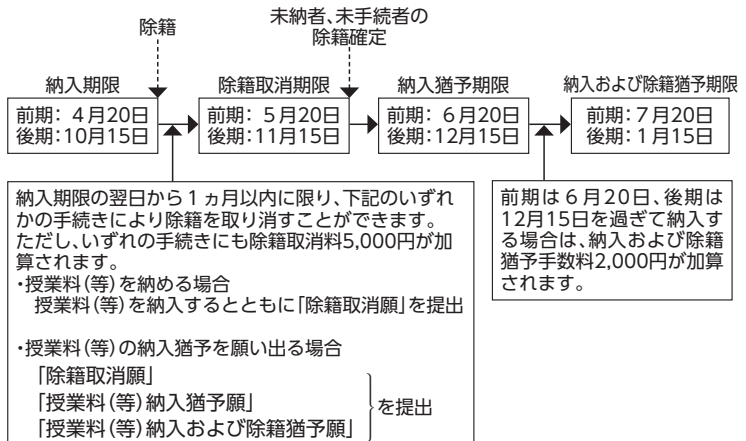 除籍
未納者、未手続者の
除籍確定
納入期限
前期: 4月20日
後期:10月15日
除籍取消期限
前期: 5月20日
後期:11月15日
納入猶予期限
前期: 6月20日
後期:12月15日
納入および除籍猶予期限
前期:7月20日
後期:1月15日
納入期限の翌日から1ヵ月以内に限り、下記のいずれ
かの手続きにより除籍を取り消すことができます。
ただし、いずれの手続きにも除籍取消料5,000円が加
算されます。
・授業料(等)を納める場合
授業料(等)を納入するとともに「除籍取消願」を提出
・授業料(等)の納入猶予を願い出る場合
「除籍取消願」
「授業料(等)納入猶予願」
「授業料(等)納入および除籍猶予願」
を提出
前期は6月20日、後期は
12月15日を過ぎて納入す
る場合は、納入および除籍
猶予手数料2,000円が加算
されます。